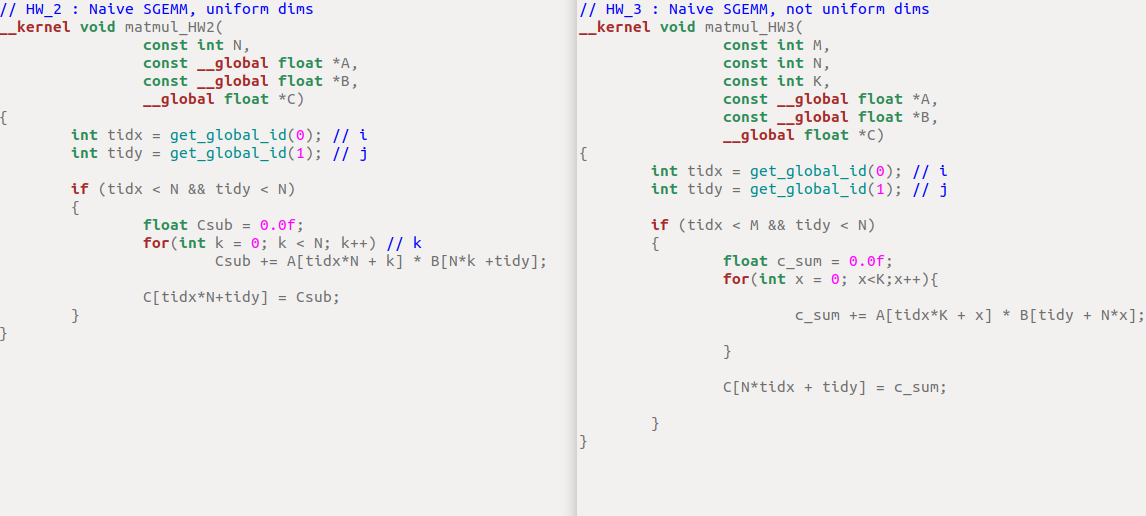 // HW_2 : Naive SGEMM, uniform dims
__kernel void matmul_HW2(
const int N,
const __global float *A,
const __global float *B,
__global float *C)
{
int tidx = get_global_id(0); // i
int tidy = get_global_id(1); // j
if (tidx < N && tidy < N)
{
float Csub = 0.0f;
for(int k = 0; k < N; k++) // k
Csub += A[tidx*N + k] * B[N*k +tidy];
C[tidx*N+tidy] = Csub;
}
}
// HW_3 : Naive SGEMM, not uniform dims
__kernel void matmul_HW3(
const int M,
const int N,
const int K,
const __global float *A,
const __global float *B,
__global float *C)
{
int tidx = get_global_id(0); // i
int tidy = get_global_id(1); // j
if (tidx < M && tidy < N)
{
float c_sum = 0.0f;
for(int x = 0; x<K;x++){
c_sum += A[tidx*K + x] * B[tidy + N*x];
}
C[N*tidx + tidy] = c_sum;
}
}